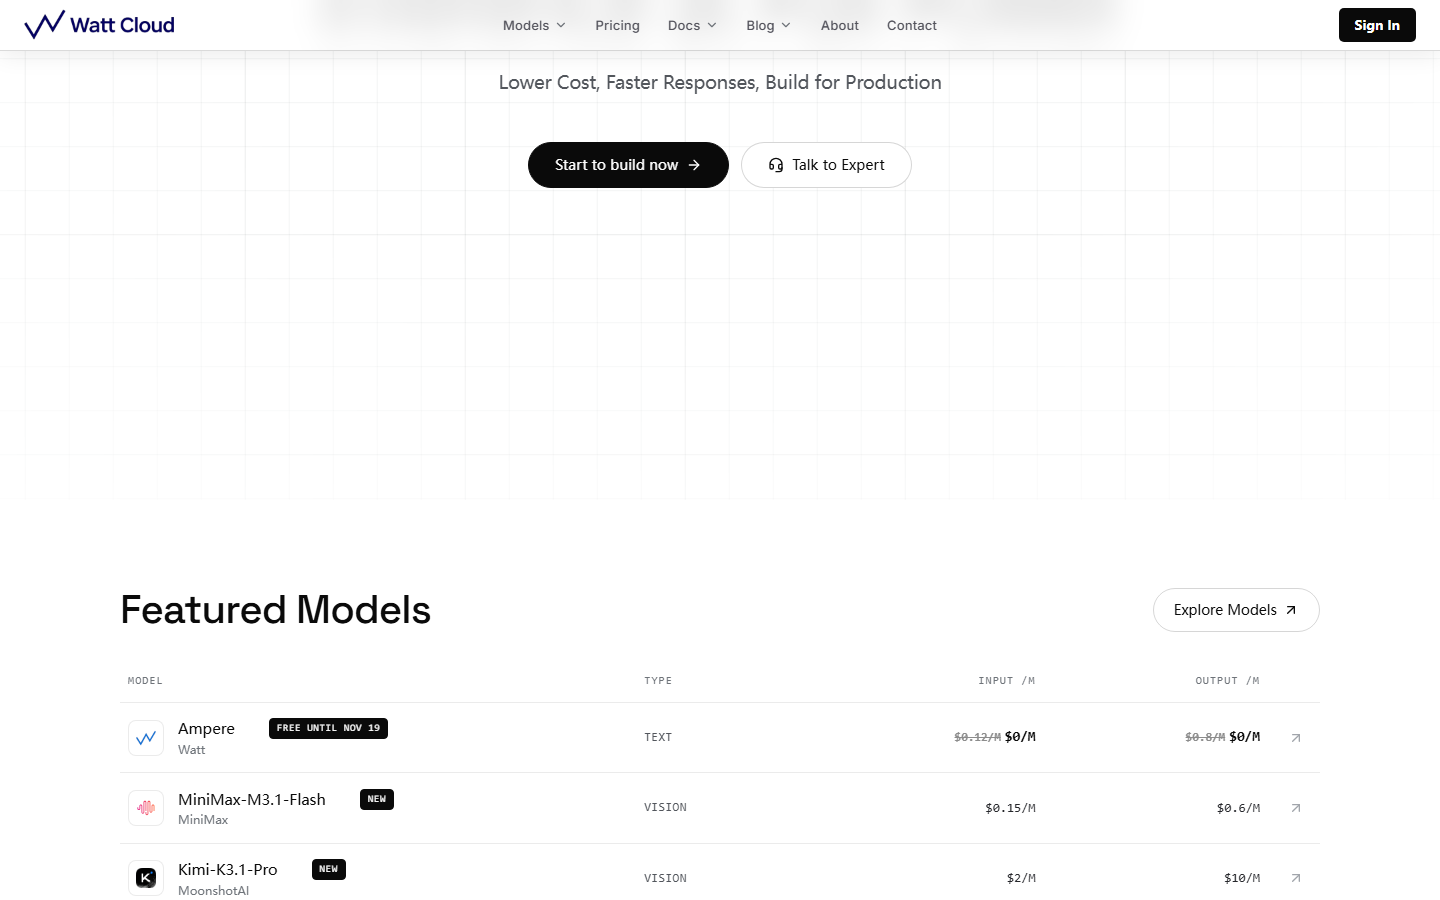 Watt Cloud
Models
Pricing
Docs
Blog
About
Contact
Sign In
Lower Cost, Faster Responses, Build for Production
Start to build now
Talk to Expert
Featured Models
Explore Models
MODEL TYPE INPUT /M OUTPUT /M
Ampere FREE UNTIL NOV 19
Watt
TEXT $0.12/M $0/M $0.8/M $0/M
MiniMax-M3.1-Flash NEW
MiniMax
VISION $0.15/M $0.6/M
Kimi-K3.1-Pro NEW
MoonshotAI
VISION $2/M $10/M